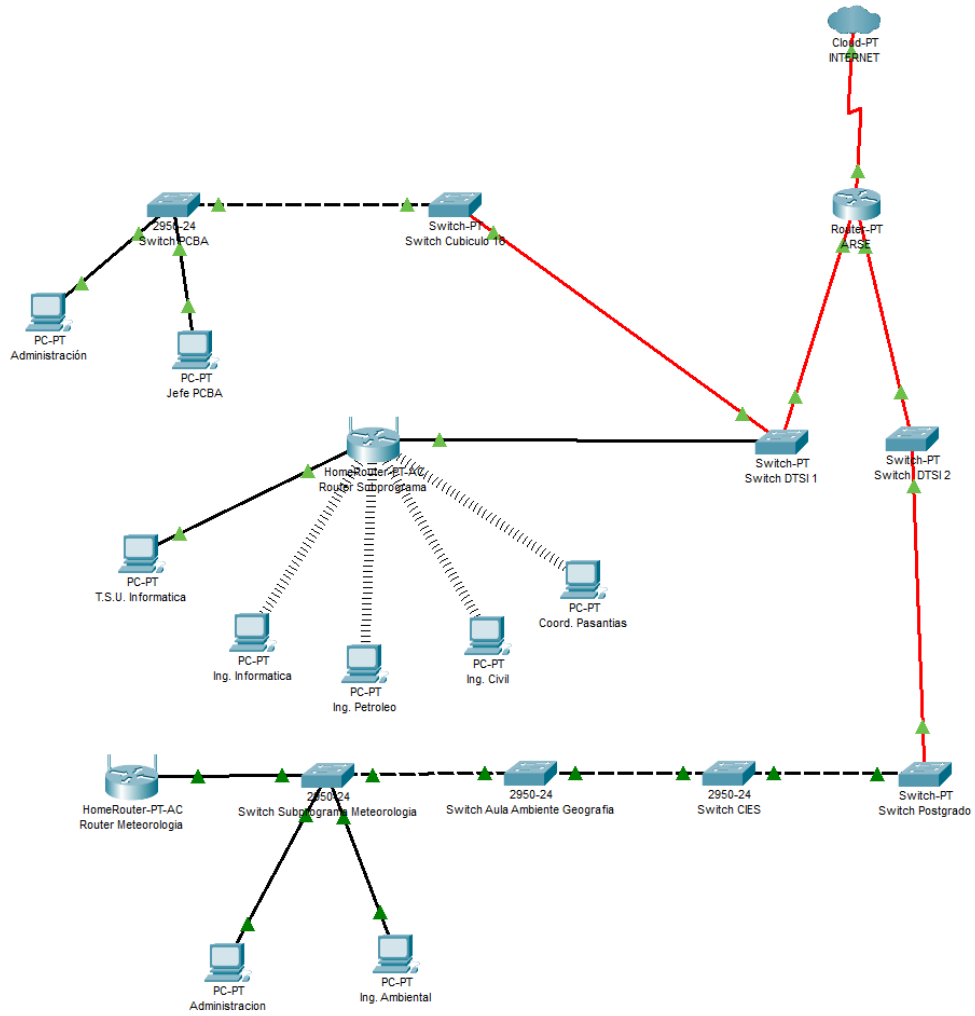 Cloud-PT
INTERNET
Router-PT
ARSE
2950-24
Switch PCBA
Switch-PT
Switch Cubiculo 16
PC-PT
Administración
PC-PT
Jefe PCBA
HomeRouter-PT-AC
Router Subprograma
Switch-PT
Switch DTSI 1
Switch-PT
Switch DTSI 2
PC-PT
T.S.U. Informatica
PC-PT
Coord. Pasantias
PC-PT
Ing. Informatica
PC-PT
Ing. Petroleo
PC-PT
Ing. Civil
HomeRouter-PT-AC
Router Meteorologia
2950-24
Switch Subprograma Meteorologia
2950-24
Switch Aula Ambiente Geografia
2950-24
Switch CIES
Switch-PT
Switch Postgrado
PC-PT
Administracion
PC-PT
Ing. Ambiental